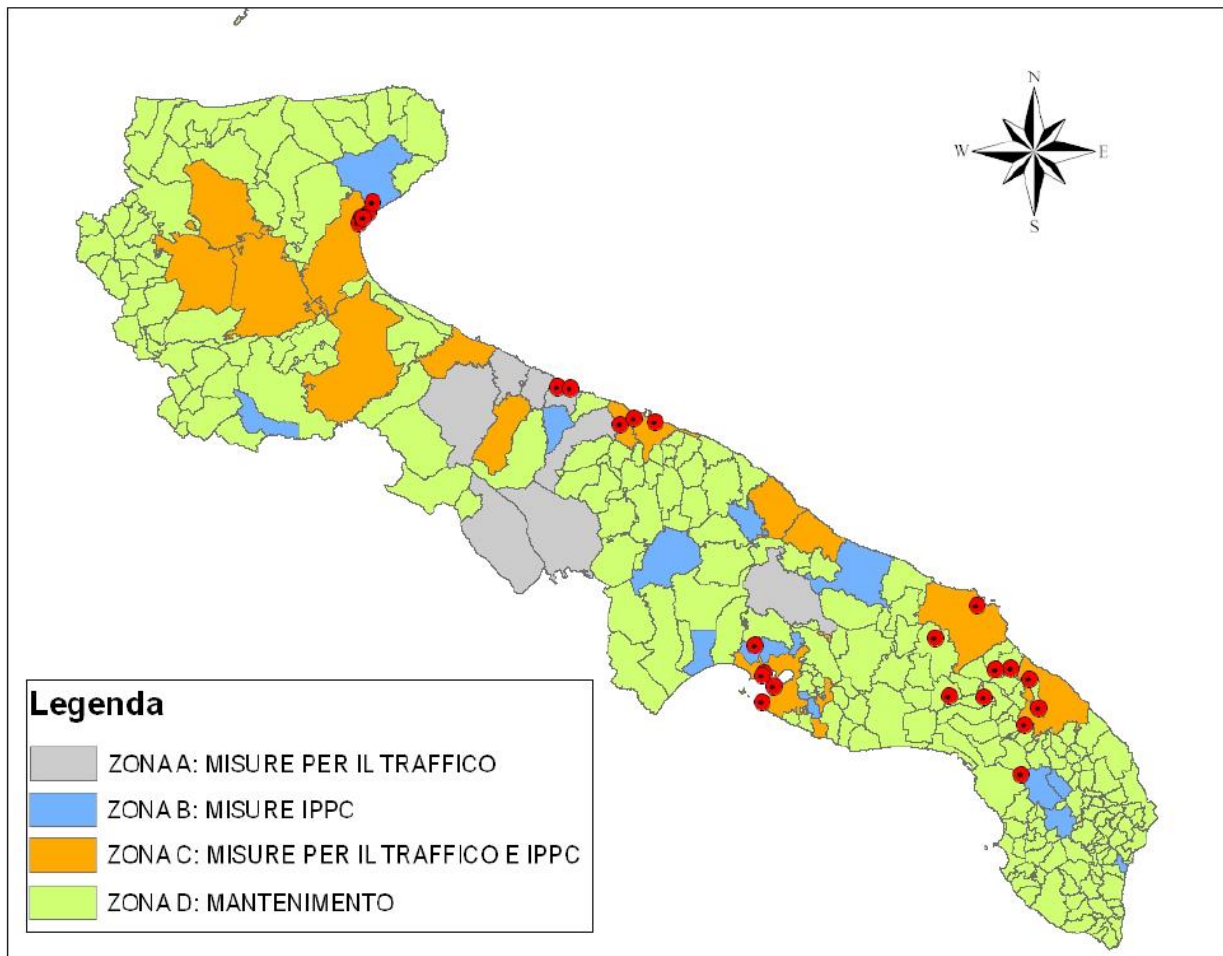 N
W E
S
Legenda
ZONA A: MISURE PER IL TRAFFICO
ZONA B: MISURE IPPC
ZONA C: MISURE PER IL TRAFFICO E IPPC
ZONA D: MANTENIMENTO